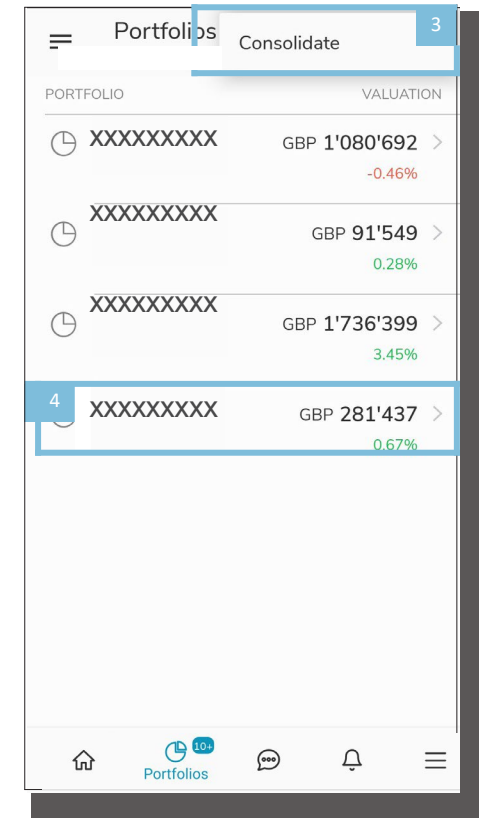 3
Portfolios
Consolidate
PORTFOLIO VALUATION
XXXXXXXXX GBP 1'080'692
-0.46%
XXXXXXXXX
GBP 91'549
0.28%
XXXXXXXXX
GBP 1'736'399
3.45%
4
XXXXXXXXX GBP 281'437
0.67%
10+
Portfolios